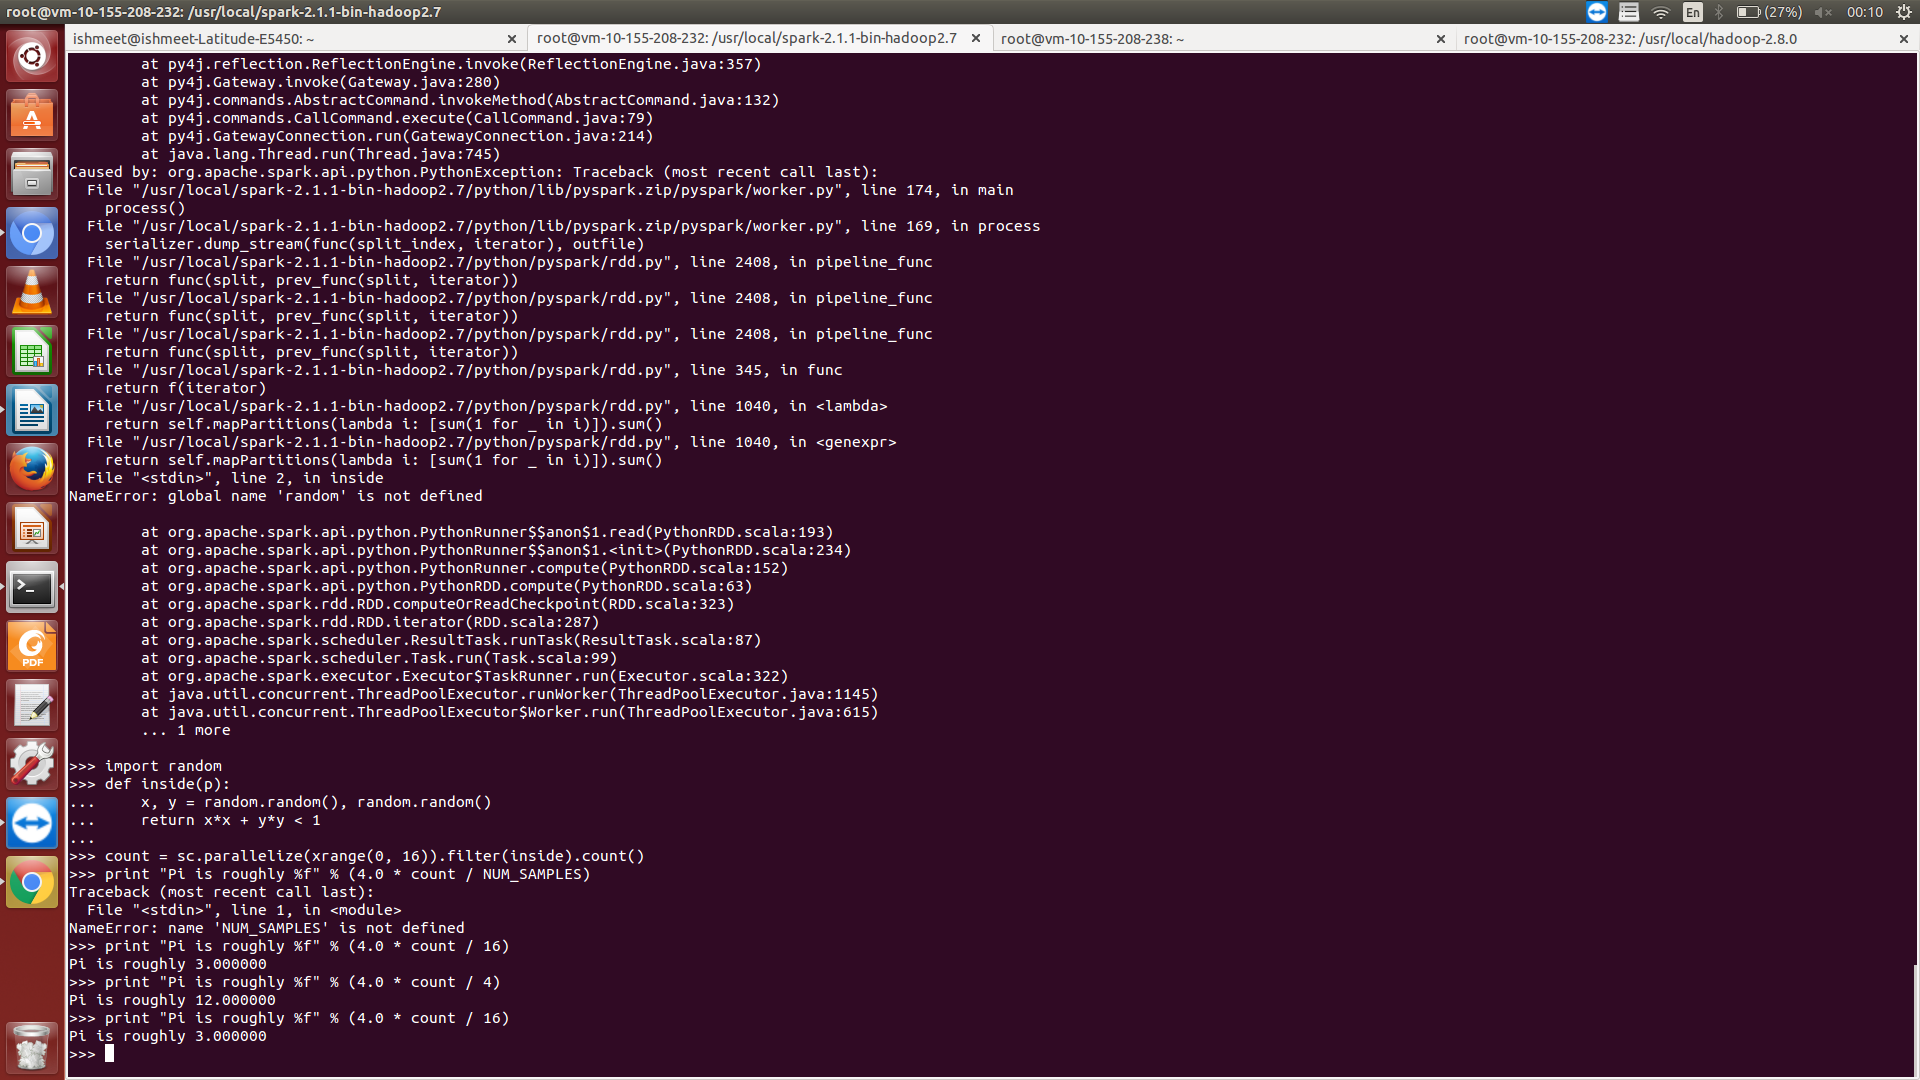 root@vm-10-155-208-232: /usr/local/spark-2.1.1-bin-hadoop2.7
En
(27%)
00:10
ishmeet@ishmeet-Latitude-E5450: ~
root@vm-10-155-208-232: /usr/local/spark-2.1.1-bin-hadoop2.7
root@vm-10-155-208-238: ~
root@vm-10-155-208-232: /usr/local/hadoop-2.8.0
        at py4j.reflection.ReflectionEngine.invoke(ReflectionEngine.java:357)
        at py4j.Gateway.invoke(Gateway.java:280)
        at py4j.commands.AbstractCommand.invokeMethod(AbstractCommand.java:132)
        at py4j.commands.CallCommand.execute(CallCommand.java:79)
        at py4j.GatewayConnection.run(GatewayConnection.java:214)
        at java.lang.Thread.run(Thread.java:745)
Caused by: org.apache.spark.api.python.PythonException: Traceback (most recent call last):
  File "/usr/local/spark-2.1.1-bin-hadoop2.7/python/lib/pyspark.zip/pyspark/worker.py", line 174, in main
    process()
  File "/usr/local/spark-2.1.1-bin-hadoop2.7/python/lib/pyspark.zip/pyspark/worker.py", line 169, in process
    serializer.dump_stream(func(split_index, iterator), outfile)
  File "/usr/local/spark-2.1.1-bin-hadoop2.7/python/pyspark/rdd.py", line 2408, in pipeline_func
    return func(split, prev_func(split, iterator))
  File "/usr/local/spark-2.1.1-bin-hadoop2.7/python/pyspark/rdd.py", line 2408, in pipeline_func
    return func(split, prev_func(split, iterator))
  File "/usr/local/spark-2.1.1-bin-hadoop2.7/python/pyspark/rdd.py", line 2408, in pipeline_func
    return func(split, prev_func(split, iterator))
  File "/usr/local/spark-2.1.1-bin-hadoop2.7/python/pyspark/rdd.py", line 345, in func
    return f(iterator)
  File "/usr/local/spark-2.1.1-bin-hadoop2.7/python/pyspark/rdd.py", line 1040, in <lambda>
    return self.mapPartitions(lambda i: [sum(1 for _ in i)]).sum()
  File "/usr/local/spark-2.1.1-bin-hadoop2.7/python/pyspark/rdd.py", line 1040, in <genexpr>
    return self.mapPartitions(lambda i: [sum(1 for _ in i)]).sum()
  File "<stdin>", line 2, in inside
NameError: global name 'random' is not defined
        at org.apache.spark.api.python.PythonRunner$$anon$1.read(PythonRDD.scala:193)
        at org.apache.spark.api.python.PythonRunner$$anon$1.<init>(PythonRDD.scala:234)
        at org.apache.spark.api.python.PythonRunner.compute(PythonRDD.scala:152)
        at org.apache.spark.api.python.PythonRDD.compute(PythonRDD.scala:63)
        at org.apache.spark.rdd.RDD.computeOrReadCheckpoint(RDD.scala:323)
        at org.apache.spark.rdd.RDD.iterator(RDD.scala:287)
        at org.apache.spark.scheduler.ResultTask.runTask(ResultTask.scala:87)
        at org.apache.spark.scheduler.Task.run(Task.scala:99)
        at org.apache.spark.executor.Executor$TaskRunner.run(Executor.scala:322)
        at java.util.concurrent.ThreadPoolExecutor.runWorker(ThreadPoolExecutor.java:1145)
        at java.util.concurrent.ThreadPoolExecutor$Worker.run(ThreadPoolExecutor.java:615)
        ... 1 more
>>> import random
>>> def inside(p):
...     x, y = random.random(), random.random()
...     return x*x + y*y < 1
...
>>> count = sc.parallelize(xrange(0, 16)).filter(inside).count()
>>> print "Pi is roughly %f" % (4.0 * count / NUM_SAMPLES)
Traceback (most recent call last):
  File "<stdin>", line 1, in <module>
NameError: name 'NUM_SAMPLES' is not defined
>>> print "Pi is roughly %f" % (4.0 * count / 16)
Pi is roughly 3.000000
>>> print "Pi is roughly %f" % (4.0 * count / 4)
Pi is roughly 12.000000
>>> print "Pi is roughly %f" % (4.0 * count / 16)
Pi is roughly 3.000000
>>>
PDF